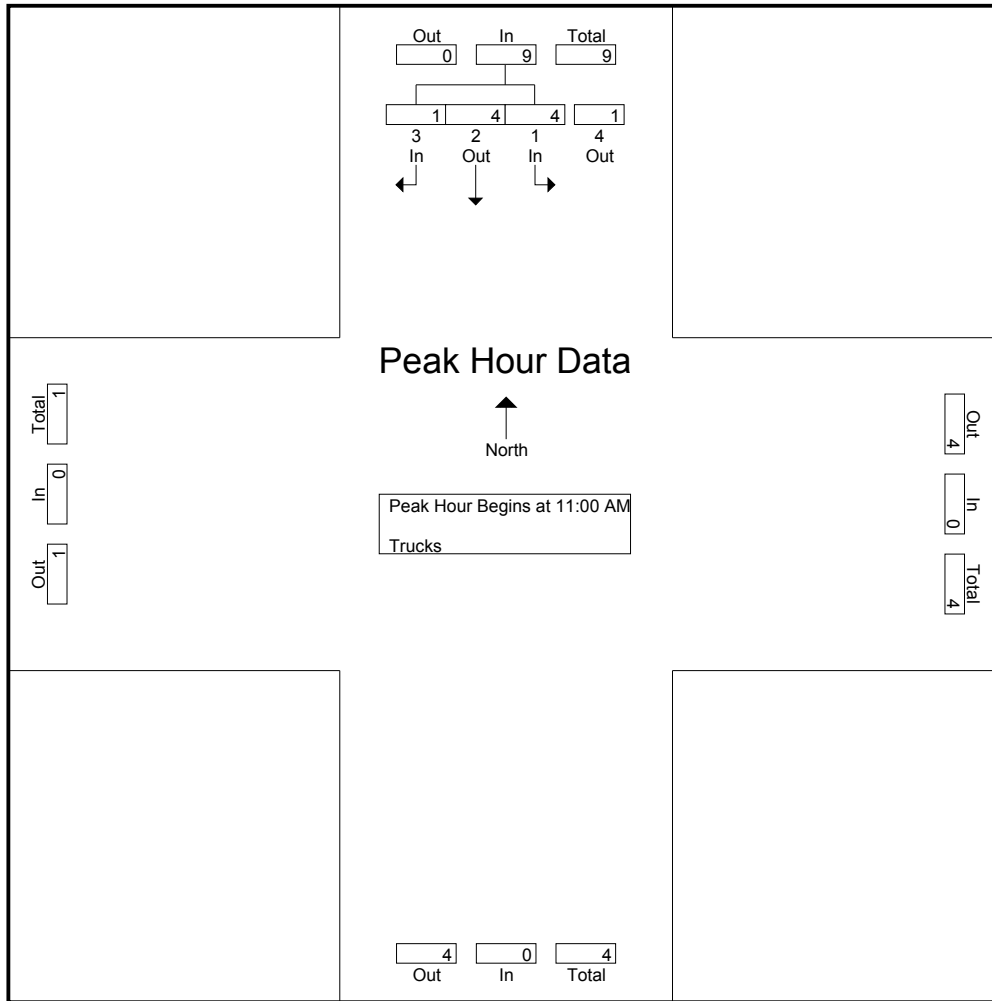 Out In Total
0 9 9
1 4 4 1
3 2 1 4
In Out In Out
Peak Hour Data
North
Peak Hour Begins at 11:00 AM
Trucks
Total 1
In 0
Out 1
Out 4
In 0
Total 4
4 0 4
Out In Total